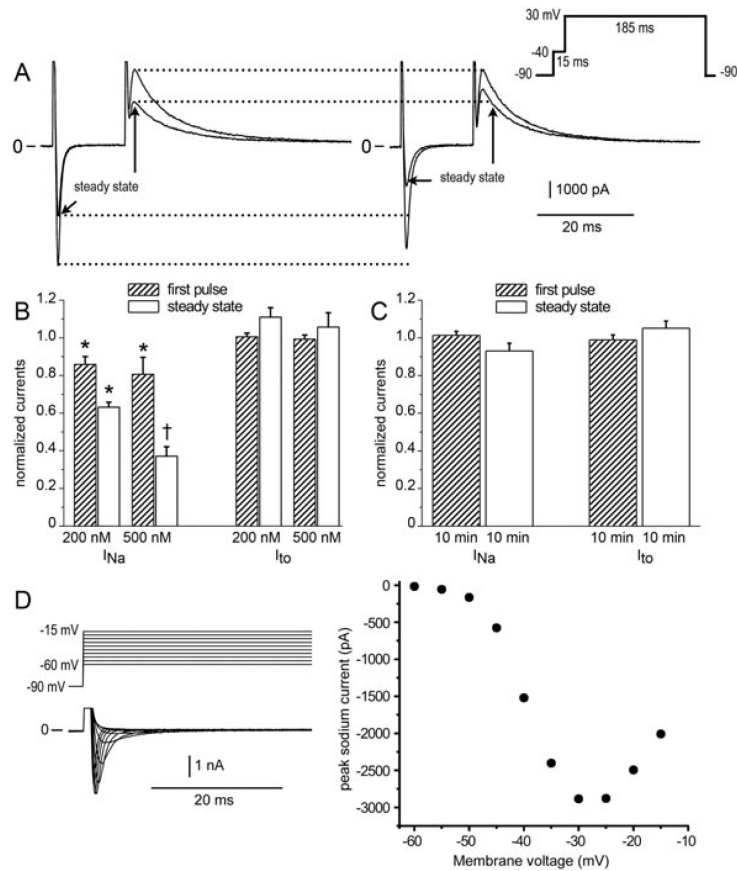 30 mV
185 ms
-40
15 ms
-90
-90
A
0
steady state
steady state
1000 pA
20 ms
B
first pulse
steady state
normalized currents
1.2
1.0
0.8
0.6
0.4
0.2
0
*
*
*
†
200 nM 500 nM
INa
200 nM 500 nM
Ito
C
first pulse
steady state
normalized currents
1.2
1.0
0.8
0.6
0.4
0.2
0
10 min 10 min
INa
10 min 10 min
Ito
D
-15 mV
-60 mV
-90 mV
0
1 nA
20 ms
peak sodium current (pA)
0
-500
-1000
-1500
-2000
-2500
-3000
-60 -50 -40 -30 -20 -10
Membrane voltage (mV)